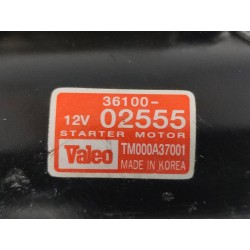 36100-
12V 02555
STARTER MOTOR
Valeo TM000A37001
MADE IN KOREA